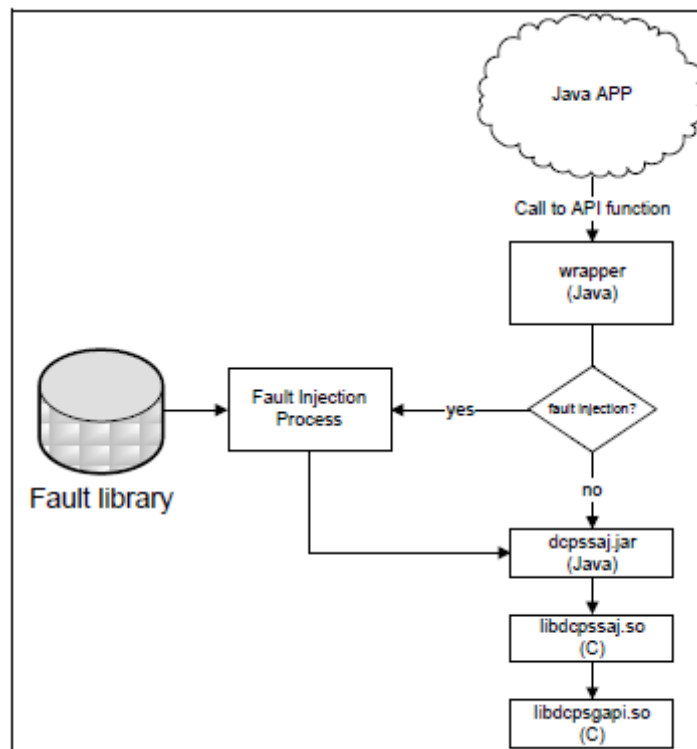 Java APP
Call to API function
wrapper
(Java)
fault injection?
yes
Fault Injection
Process
Fault library
no
dcpssaj.jar
(Java)
libdcpssaj.so
(C)
libdcpsgapi.so
(C)